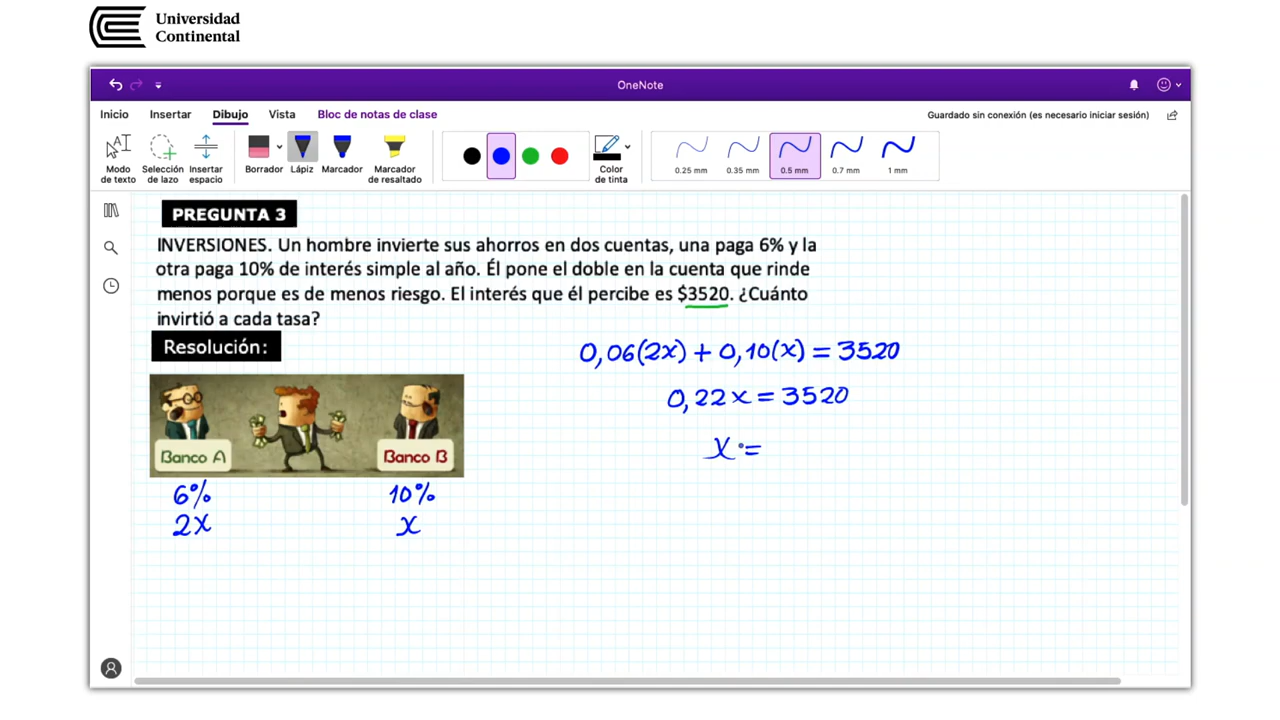 Universidad
Continental
OneNote
Inicio Insertar Dibujo Vista Bloc de notas de clase
Guardado sin conexión (es necesario iniciar sesión)
Modo de texto
Selección de lazo
Insertar espacio
Borrador
Lápiz
Marcador
Marcador de resaltado
Color de tinta
0.25 mm 0.35 mm 0.5 mm 0.7 mm 1 mm
PREGUNTA 3
INVERSIONES. Un hombre invierte sus ahorros en dos cuentas, una paga 6% y la
otra paga 10% de interés simple al año. Él pone el doble en la cuenta que rinde
menos porque es de menos riesgo. El interés que él percibe es $3520. ¿Cuánto
invirtió a cada tasa?
Resolución:
0,06(2x) + 0,10(x) = 3520
0,22x = 3520
x =
Banco A Banco B
6% 10%
2x x